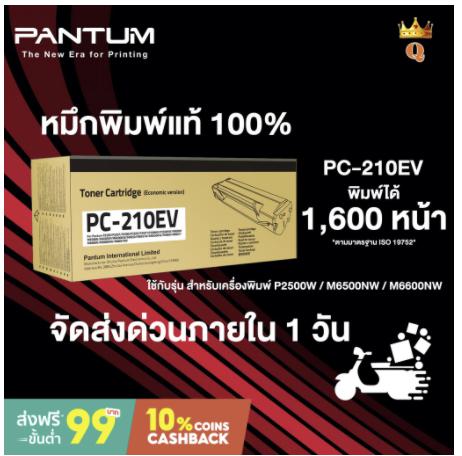 PANTUM
The New Era for Printing
Q
หมึกพิมพ์แท้ 100%
Toner Cartridge (Economic version)
PC-210EV
Pantum International Limited
PC-210EV
พิมพ์ได้
1,600 หน้า
*ตามมาตรฐาน ISO 19752*
ใช้กับรุ่น สำหรับเครื่องพิมพ์ P2500W / M6500NW / M6600NW
จัดส่งด่วนภายใน 1 วัน
ส่งฟรี
ขั้นต่ำ
99 บาท
10% COINS
CASHBACK